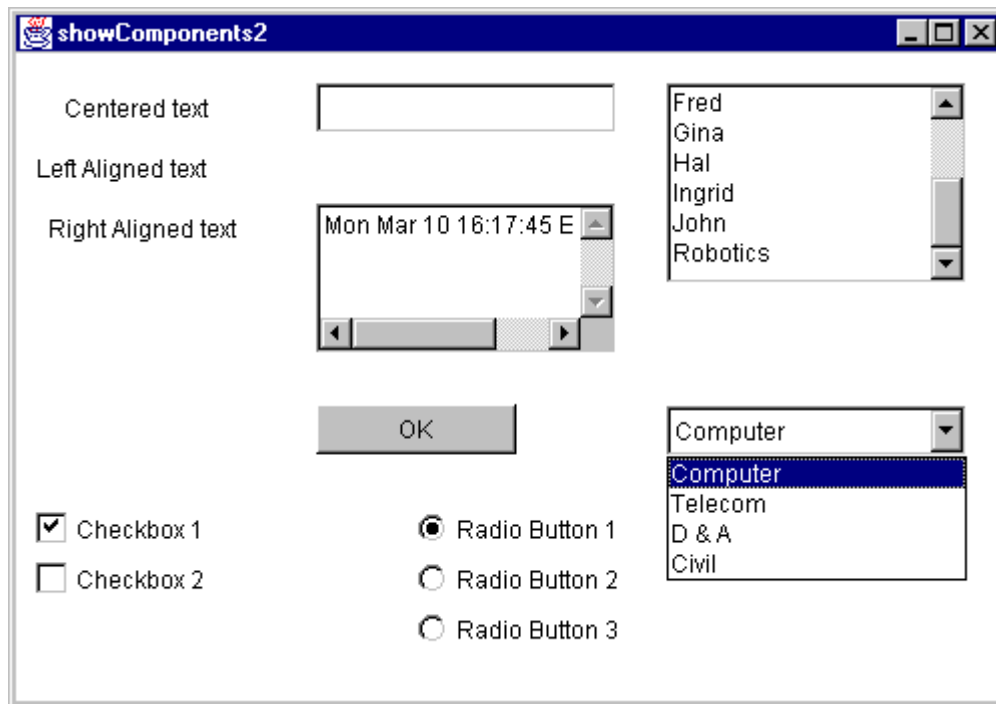 showComponents2
Centered text
Left Aligned text
Right Aligned text
Mon Mar 10 16:17:45 E
Fred
Gina
Hal
Ingrid
John
Robotics
OK
Computer
Computer
Telecom
D & A
Civil
Checkbox 1
Checkbox 2
Radio Button 1
Radio Button 2
Radio Button 3